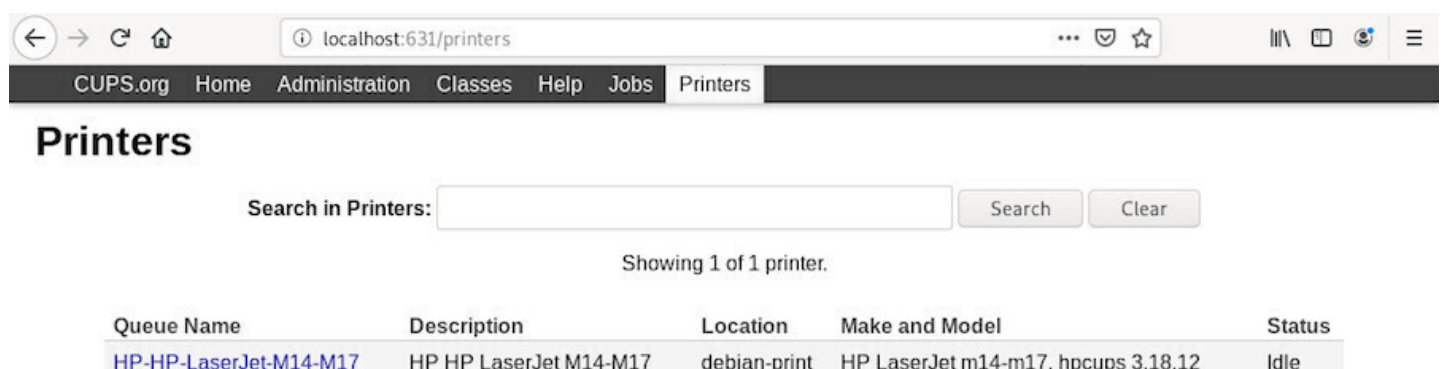 localhost:631/printers
CUPS.org Home Administration Classes Help Jobs Printers
Printers
Search in Printers: Search Clear
Showing 1 of 1 printer.
Queue Name Description Location Make and Model Status
HP-HP-LaserJet-M14-M17 HP HP LaserJet M14-M17 debian-print HP LaserJet m14-m17, hpcups 3.18.12 Idle